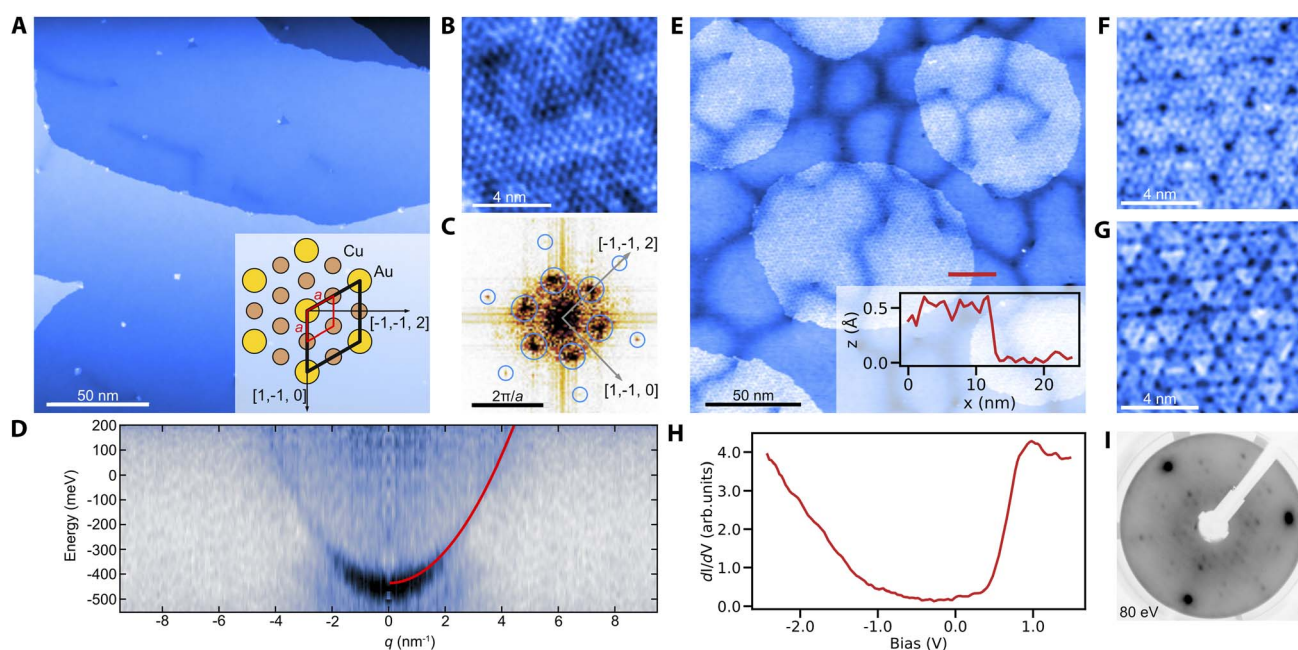 A
50 nm
Cu
Au
a
a
[-1,-1, 2]
[1,-1, 0]
B
4 nm
C
[-1,-1, 2]
[1,-1, 0]
2π/a
D
200
100
0
-100
-200
-300
-400
-500
Energy (meV)
-8 -6 -4 -2 0 2 4 6 8
q (nm⁻¹)
E
50 nm
z (Å)
0.5
0.0
0 10 20
x (nm)
F
4 nm
G
4 nm
H
dI/dV (arb.units)
4.0
3.0
2.0
1.0
0.0
-2.0 -1.0 0.0 1.0
Bias (V)
I
80 eV